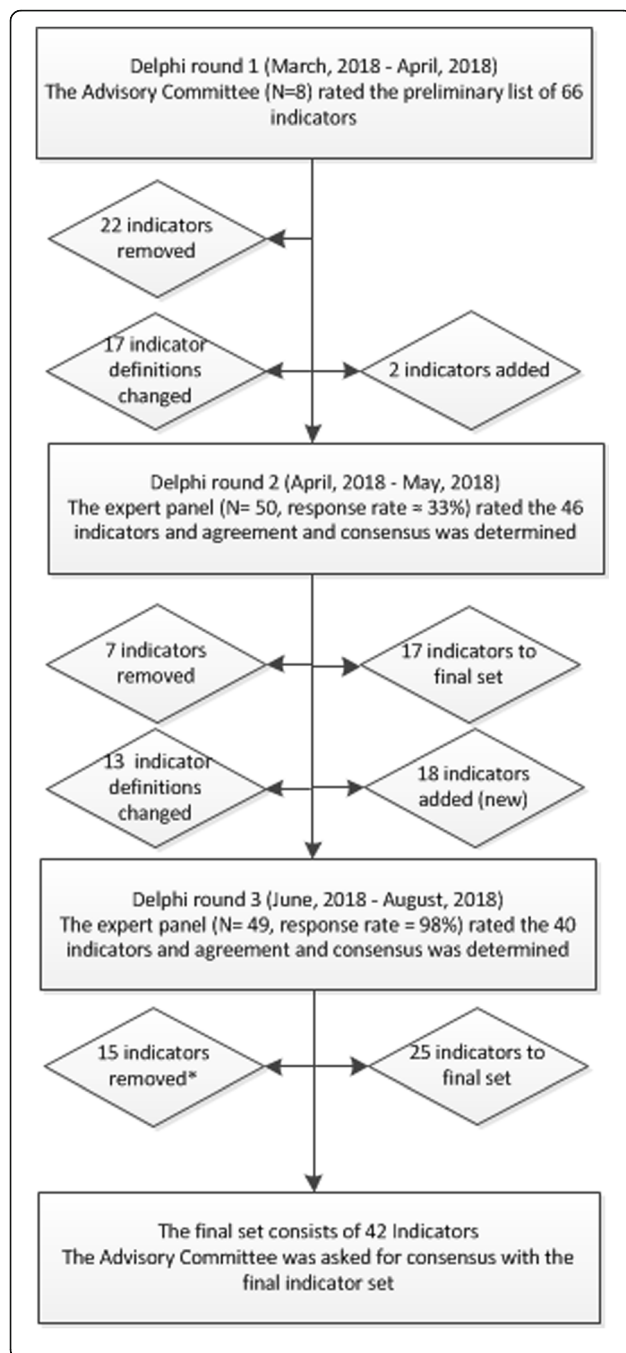 Delphi round 1 (March, 2018 - April, 2018)
The Advisory Committee (N=8) rated the preliminary list of 66
indicators
22 indicators
removed
17 indicator
definitions
changed
2 indicators added
Delphi round 2 (April, 2018 - May, 2018)
The expert panel (N= 50, response rate = 33%) rated the 46
indicators and agreement and consensus was determined
7 indicators
removed
17 indicators to
final set
13 indicator
definitions
changed
18 indicators
added (new)
Delphi round 3 (June, 2018 - August, 2018)
The expert panel (N= 49, response rate = 98%) rated the 40
indicators and agreement and consensus was determined
15 indicators
removed*
25 indicators to
final set
The final set consists of 42 Indicators
The Advisory Committee was asked for consensus with the
final indicator set